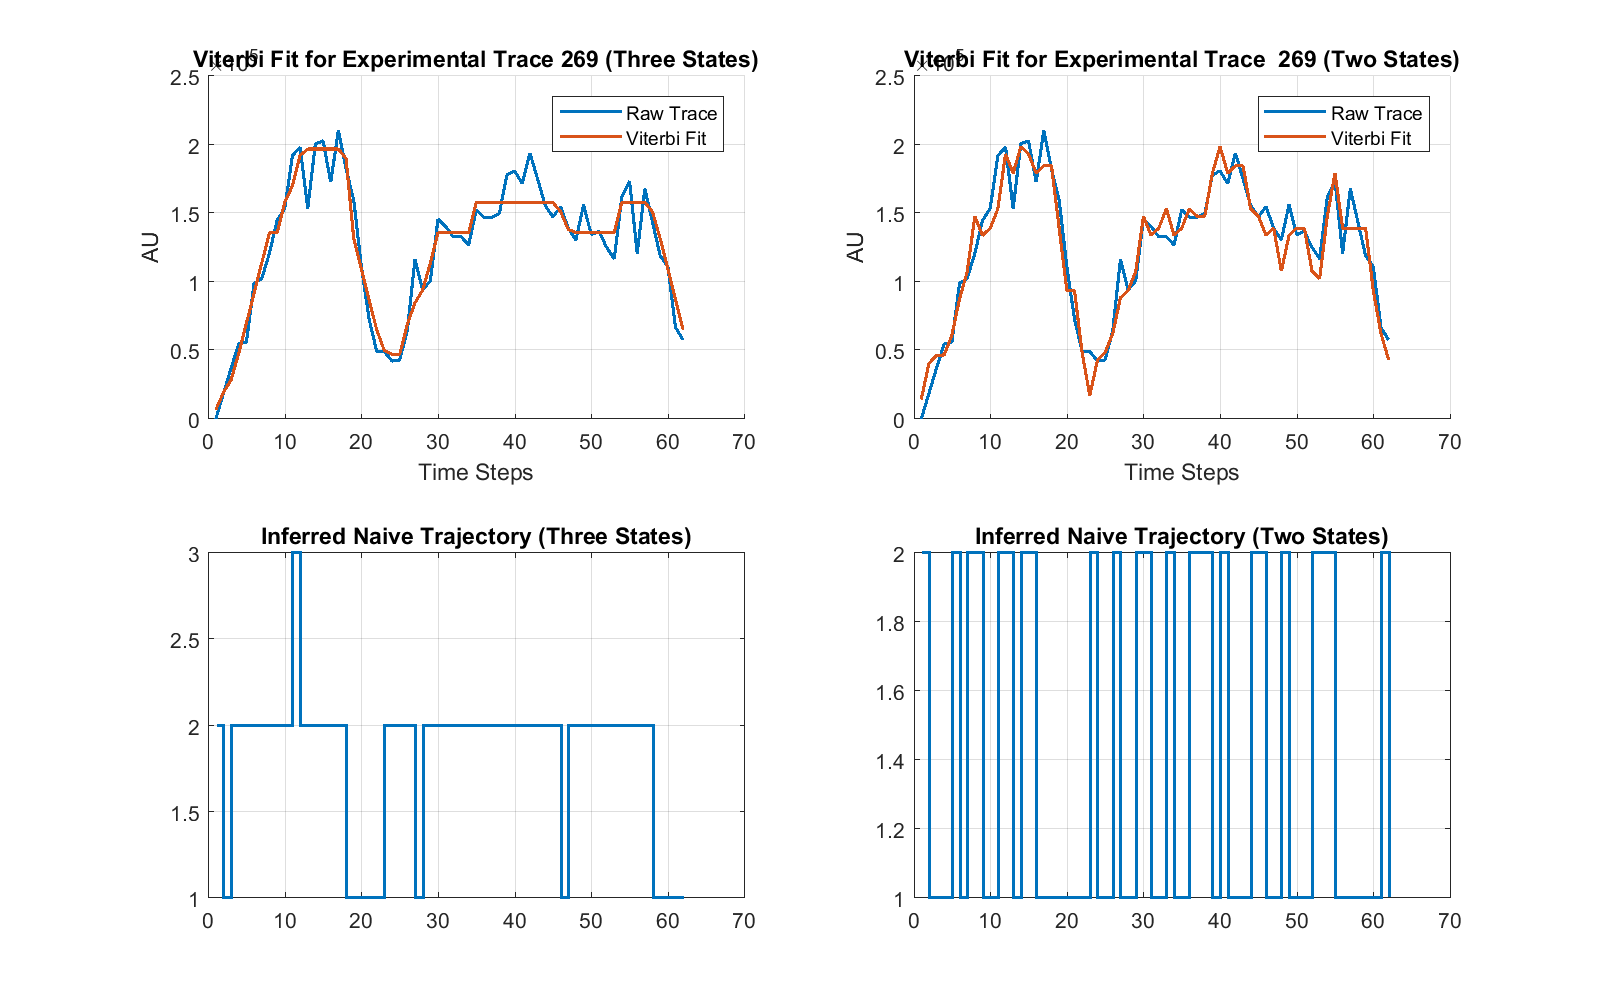 Viterbi Fit for Experimental Trace 269 (Three States)
×10^5
2.5
2
1.5
1
0.5
0
AU
0 10 20 30 40 50 60 70
Time Steps
Raw Trace
Viterbi Fit
Viterbi Fit for Experimental Trace  269 (Two States)
×10^5
2.5
2
1.5
1
0.5
0
AU
0 10 20 30 40 50 60 70
Time Steps
Raw Trace
Viterbi Fit
Inferred Naive Trajectory (Three States)
3
2.5
2
1.5
1
0 10 20 30 40 50 60 70
Inferred Naive Trajectory (Two States)
2
1.8
1.6
1.4
1.2
1
0 10 20 30 40 50 60 70